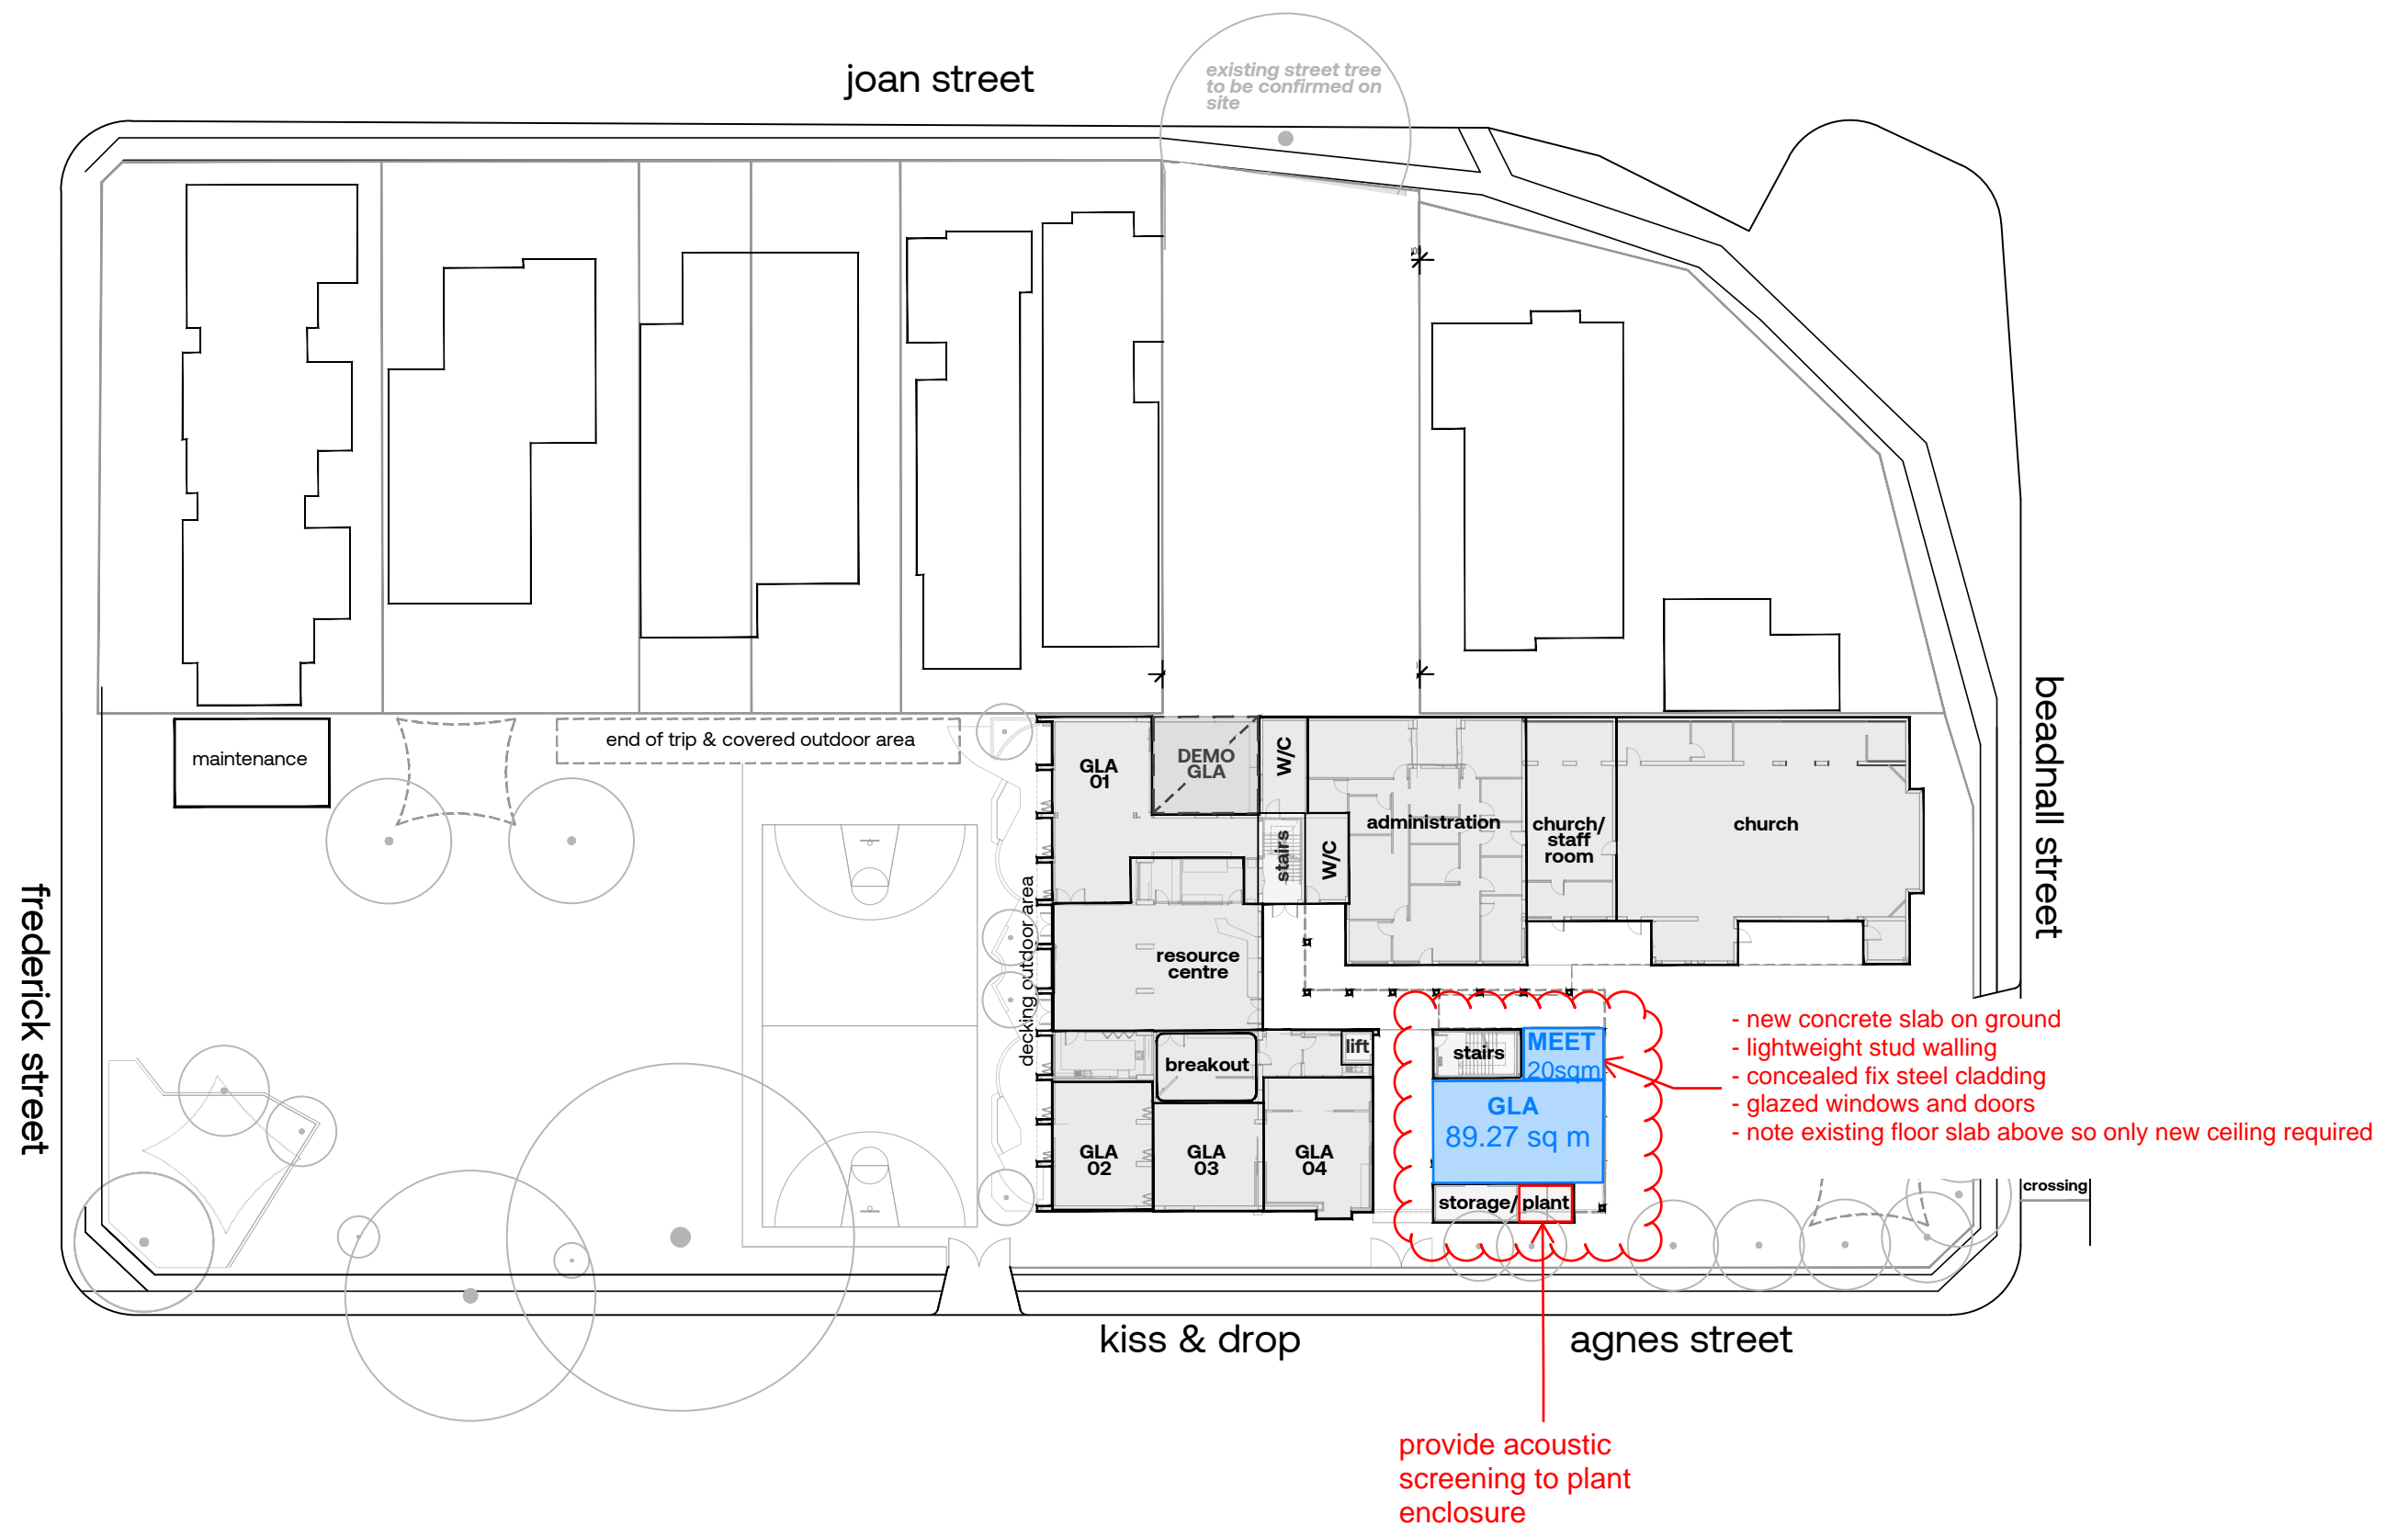 joan street
existing street tree
to be confirmed on
site
maintenance
end of trip & covered outdoor area
GLA
01
DEMO
GLA
W/C
stairs
W/C
administration
church/
staff
room
church
beadnall street
frederick street
decking outdoor area
resource
centre
breakout
lift
stairs
MEET
20sqm
GLA
89.27 sq m
GLA
02
GLA
03
GLA
04
storage/ plant
- new concrete slab on ground
- lightweight stud walling
- concealed fix steel cladding
- glazed windows and doors
- note existing floor slab above so only new ceiling required
crossing
kiss & drop
agnes street
provide acoustic
screening to plant
enclosure